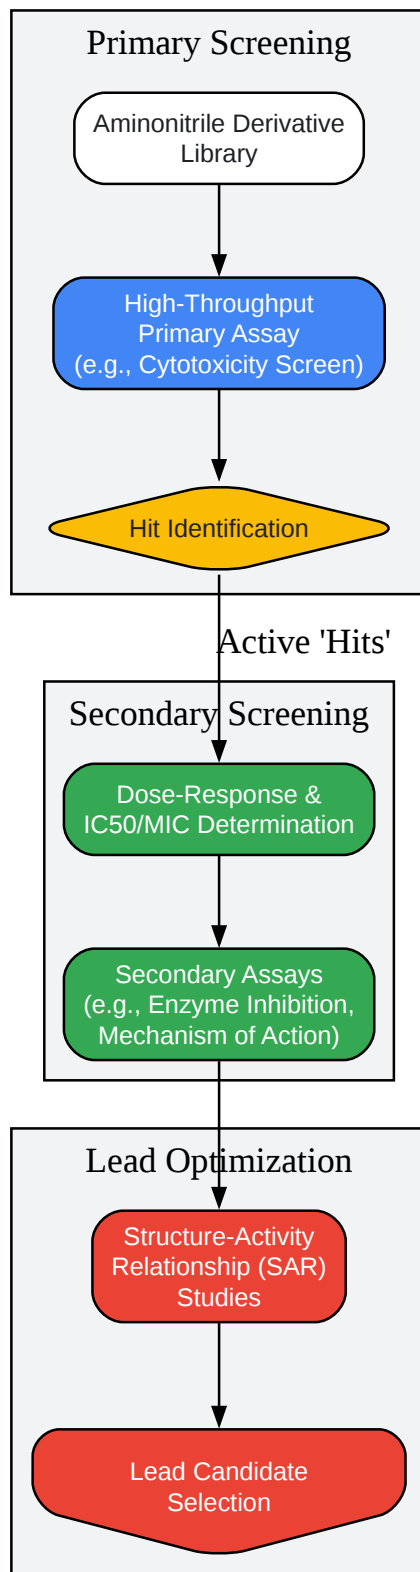 Primary Screening
Aminonitrile Derivative
Library
High-Throughput
Primary Assay
(e.g., Cytotoxicity Screen)
Hit Identification
Active 'Hits'
Secondary Screening
Dose-Response &
IC50/MIC Determination
Secondary Assays
(e.g., Enzyme Inhibition,
Mechanism of Action)
Lead Optimization
Structure-Activity
Relationship (SAR)
Studies
Lead Candidate
Selection